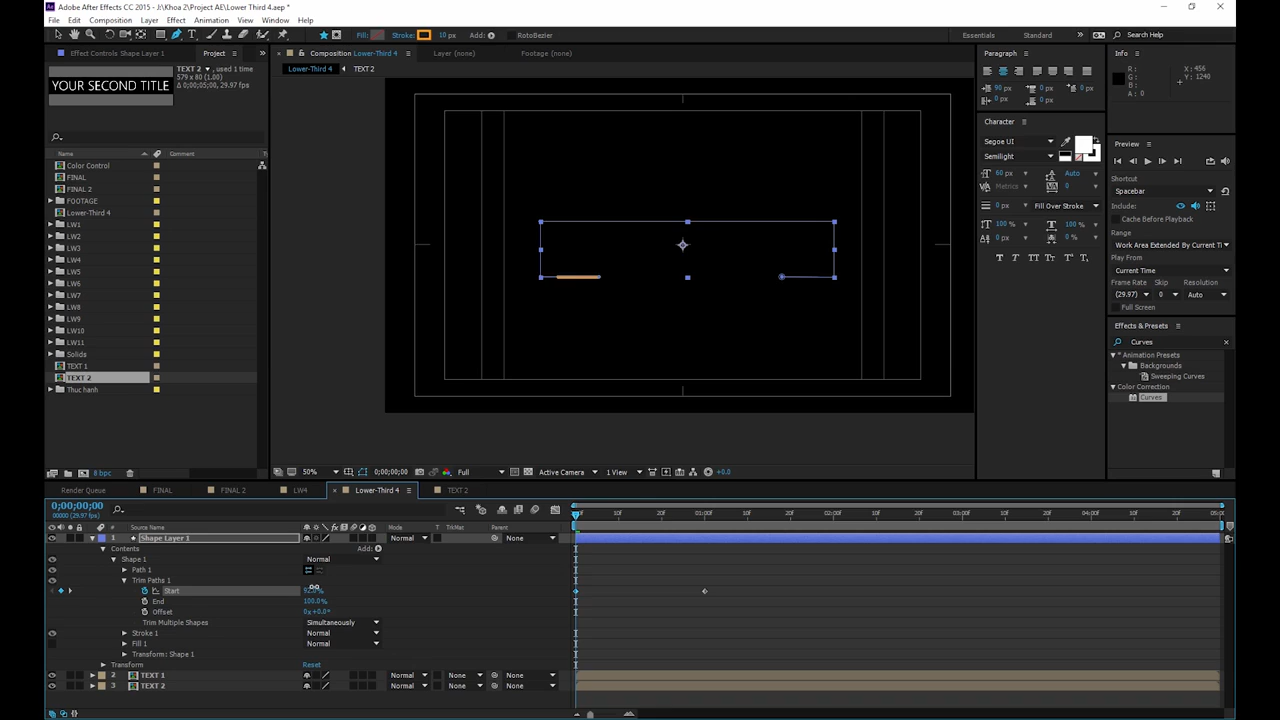 Adobe After Effects CC 2015 - J:\Khoa 2\Project AE\Lower Third 4.aep *
File Edit Composition Layer Effect Animation View Window Help
Fill: Stroke: 10 px Add: RotoBezier Essentials Standard Search Help
Effect Controls Shape Layer 1 Project
Composition Lower-Third 4 Layer (none) Footage (none)
Lower-Third 4 TEXT 2
TEXT 2 , used 1 time
579 x 80 (1.00)
Δ 0;00;05;00, 29.97 fps
YOUR SECOND TITLE
Name Comment
Color Control
FINAL
FINAL 2
FOOTAGE
Lower-Third 4
LW1
LW2
LW3
LW4
LW5
LW6
LW7
LW8
LW9
LW10
LW11
Solids
TEXT 1
TEXT 2
Thuc hanh
8 bpc
50% 0;00;00;00 Full Active Camera 1 View +0.0
Paragraph
90 px 0 px 0 px
0 px 0 px
Character
Segoe UI
Semilight
60 px Auto
Metrics 0
0 px Fill Over Stroke
100 % 100 %
0 px 0 %
T T TT Tt T' T,
Info
R:
G:
B:
A: 0
X: 456
Y: 1240
Preview
Shortcut
Spacebar
Include:
Cache Before Playback
Range
Work Area Extended By Current Ti
Play From
Current Time
Frame Rate Skip Resolution
(29.97) 0 Auto
Full Screen
Effects & Presets
Curves
* Animation Presets
Backgrounds
Sweeping Curves
Color Correction
Curves
Render Queue FINAL FINAL 2 LW4 Lower-Third 4 TEXT 2
0;00;00;00
00000 (29.97 fps)
# Source Name Mode T TrkMat Parent
10f 20f 01:00f 10f 20f 02:00f 10f 20f 03:00f 10f 20f 04:00f 10f 20f 05:00
1 Shape Layer 1 Normal None
Contents Add:
Shape 1 Normal
Path 1
Trim Paths 1
Start
End 100.0%
Offset 0x+0.0°
Trim Multiple Shapes Simultaneously
Stroke 1 Normal
Fill 1 Normal
Transform: Shape 1
Transform Reset
2 TEXT 1 Normal None None
3 TEXT 2 Normal None None